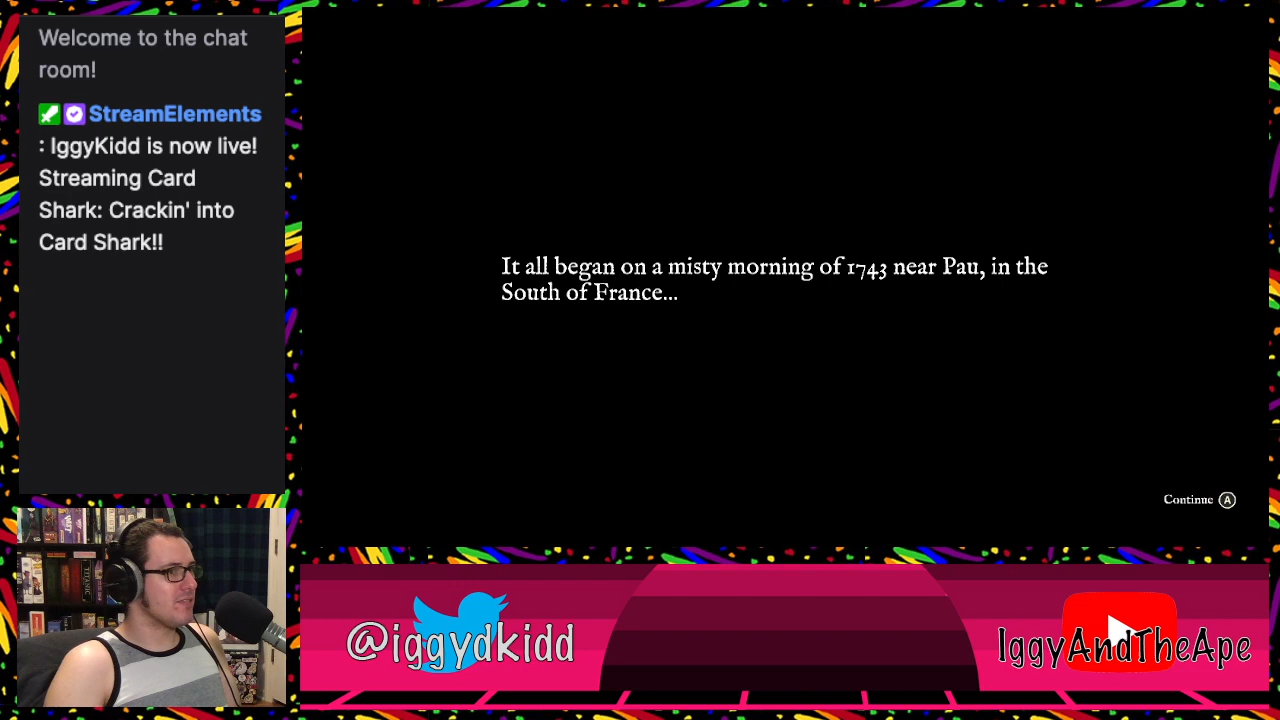 Welcome to the chat
room!
StreamElements
: IggyKidd is now live!
Streaming Card
Shark: Crackin' into
Card Shark!!
It all began on a misty morning of 1743 near Pau, in the
South of France...
Continue A
TITANIC
@iggydkidd
IggyAndTheApe